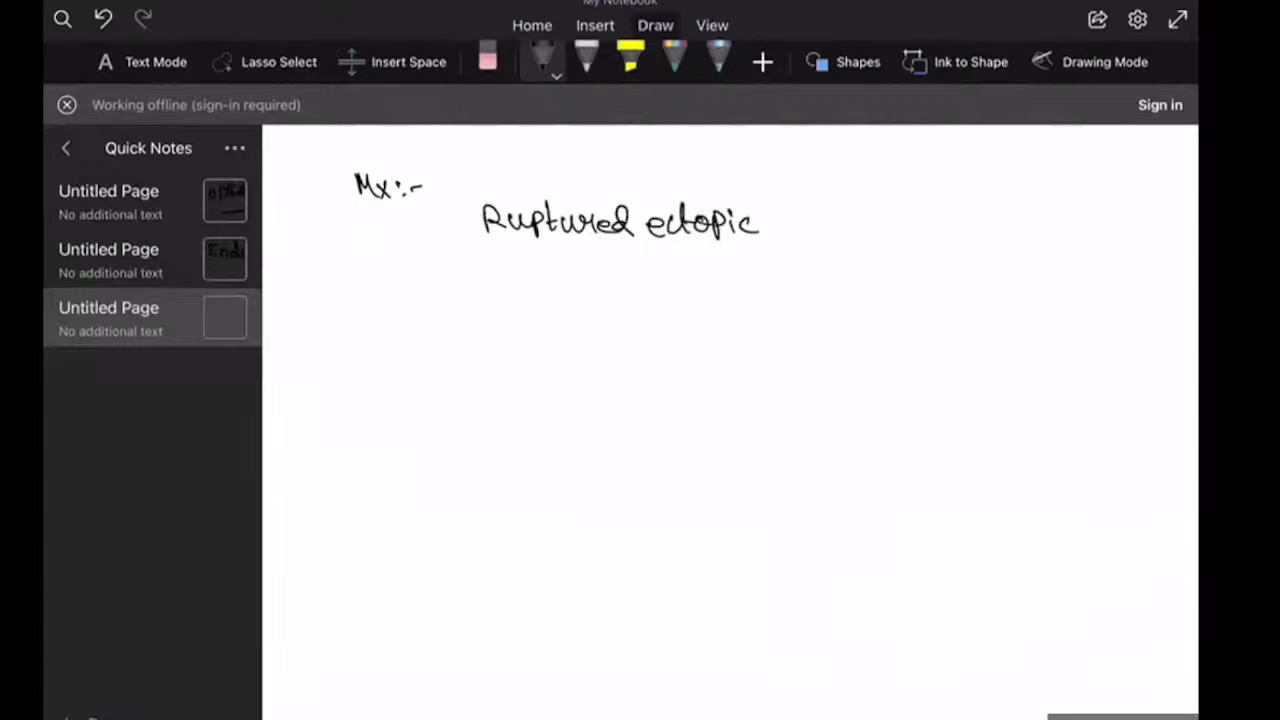 My Notebook
Home Insert Draw View
Text Mode Lasso Select Insert Space Shapes Ink to Shape Drawing Mode
Working offline (sign-in required) Sign in
Quick Notes
Untitled Page
No additional text
Untitled Page
No additional text
Untitled Page
No additional text
Mx:-
Ruptured ectopic